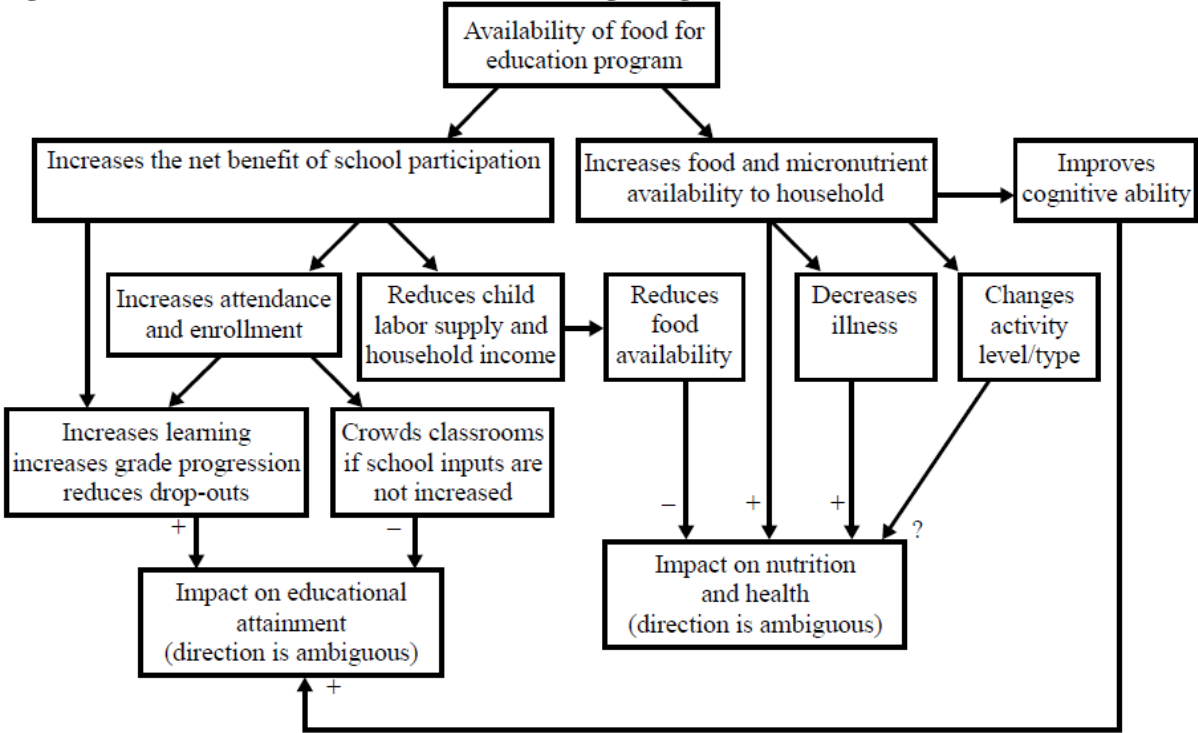 Availability of food for
education program
Increases the net benefit of school participation
Increases food and micronutrient
availability to household
Improves
cognitive ability
Increases attendance
and enrollment
Reduces child
labor supply and
household income
Reduces
food
availability
Decreases
illness
Changes
activity
level/type
Increases learning
increases grade progression
reduces drop-outs
Crowds classrooms
if school inputs are
not increased
+
–
–
+
+
?
Impact on educational
attainment
(direction is ambiguous)
Impact on nutrition
and health
(direction is ambiguous)
+